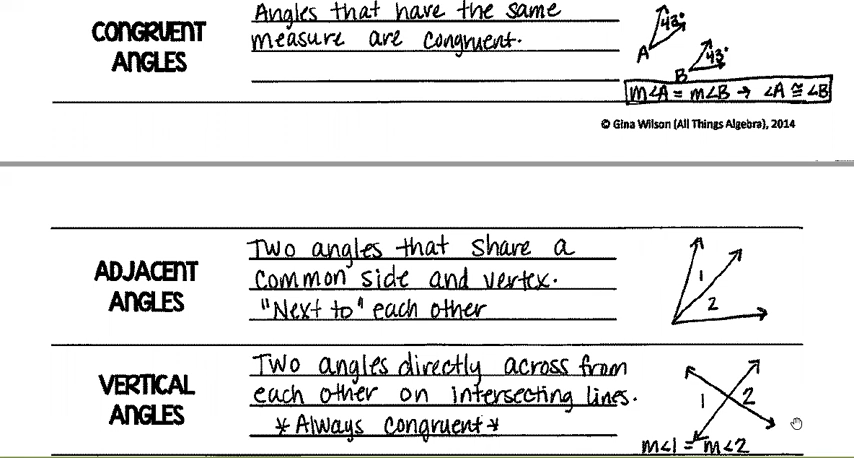 CONGRUENT
ANGLES
Angles that have the same
measure are congruent.
43°
A
43°
B
m∠A = m∠B → ∠A ≅ ∠B
© Gina Wilson (All Things Algebra), 2014
ADJACENT
ANGLES
Two angles that share a
common side and vertex.
"Next to" each other
1
2
VERTICAL
ANGLES
Two angles directly across from
each other on intersecting lines.
*Always congruent*
1 2
m∠1 = m∠2